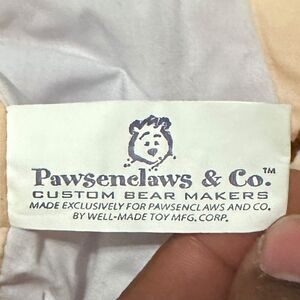 Pawsenclaws & Co.™
CUSTOM BEAR MAKERS
MADE EXCLUSIVELY FOR PAWSENCLAWS AND CO.
BY WELL-MADE TOY MFG. CORP.